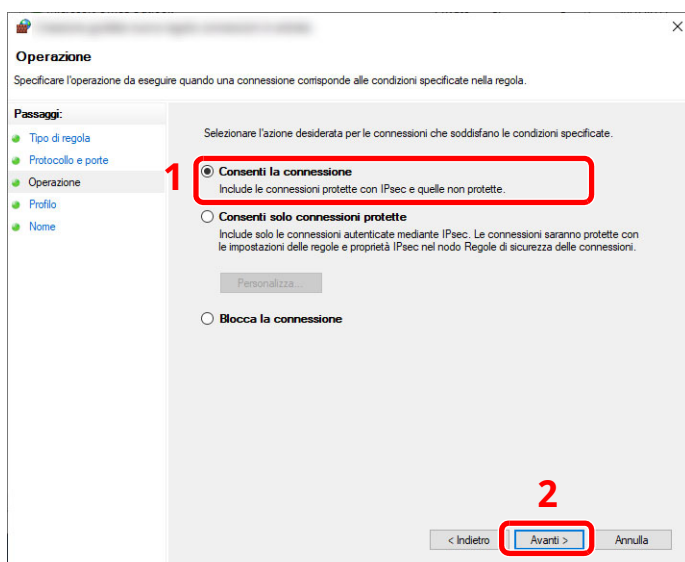 Operazione
Specificare l'operazione da eseguire quando una connessione corrisponde alle condizioni specificate nella regola.
Passaggi:
Tipo di regola
Protocollo e porte
Operazione
Profilo
Nome
Selezionare l'azione desiderata per le connessioni che soddisfano le condizioni specificate.
1
Consenti la connessione
Include le connessioni protette con IPsec e quelle non protette.
Consenti solo connessioni protette
Include solo le connessioni autenticate mediante IPsec. Le connessioni saranno protette con
le impostazioni delle regole e proprietà IPsec nel nodo Regole di sicurezza delle connessioni.
Personalizza...
Blocca la connessione
2
< Indietro
Avanti >
Annulla